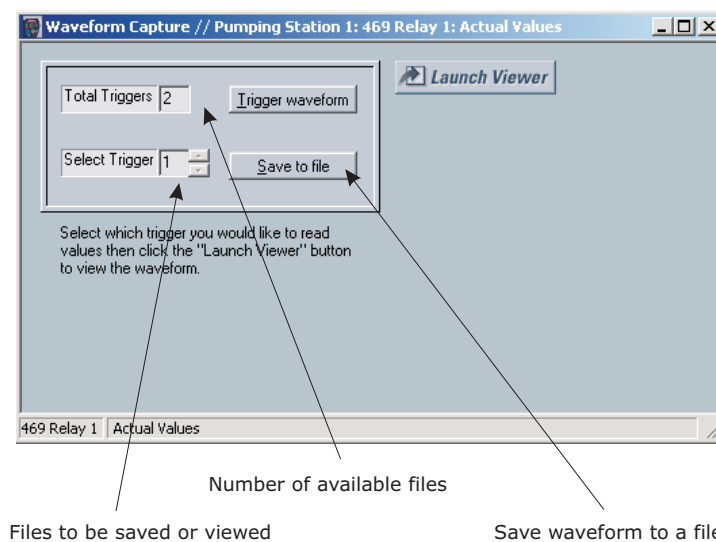 Waveform Capture // Pumping Station 1: 469 Relay 1: Actual Values
Total Triggers 2 Trigger waveform
Launch Viewer
Select Trigger 1 Save to file
Select which trigger you would like to read
values then click the "Launch Viewer" button
to view the waveform.
469 Relay 1 Actual Values
Number of available files
Files to be saved or viewed
Save waveform to a file